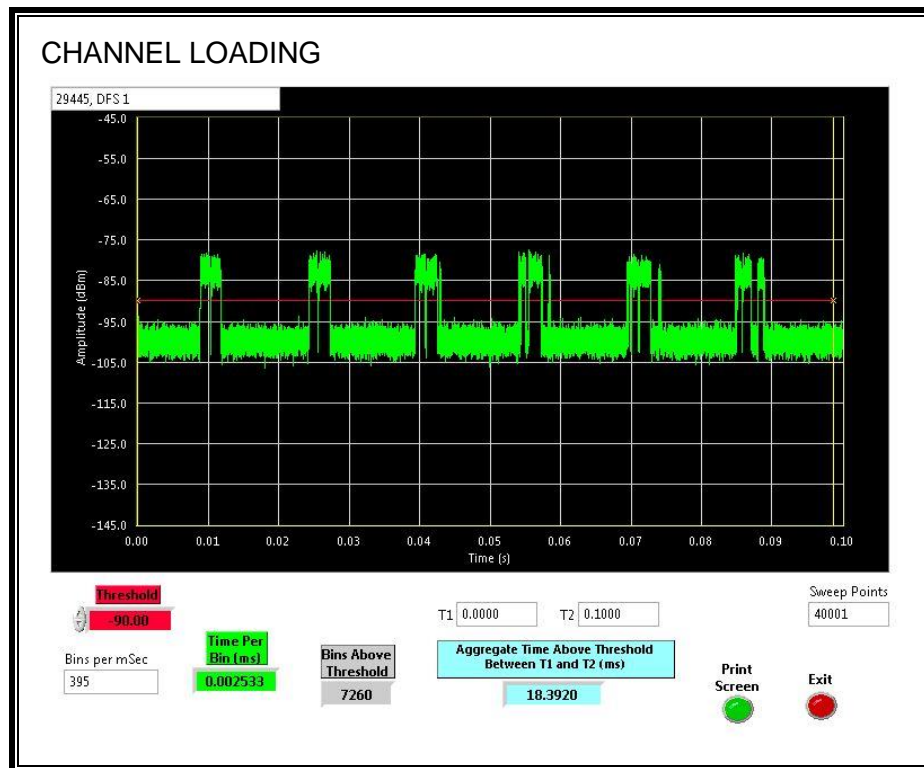 CHANNEL LOADING
29445, DFS 1
Amplitude (dBm)
-45.0
-55.0
-65.0
-75.0
-85.0
-95.0
-105.0
-115.0
-125.0
-135.0
-145.0
0.00 0.01 0.02 0.03 0.04 0.05 0.06 0.07 0.08 0.09 0.10
Time (s)
Threshold
-90.00
Bins per mSec
395
Time Per
Bin (ms)
0.002533
Bins Above
Threshold
7260
T1 0.0000 T2 0.1000
Aggregate Time Above Threshold
Between T1 and T2 (ms)
18.3920
Sweep Points
40001
Print
Screen
Exit